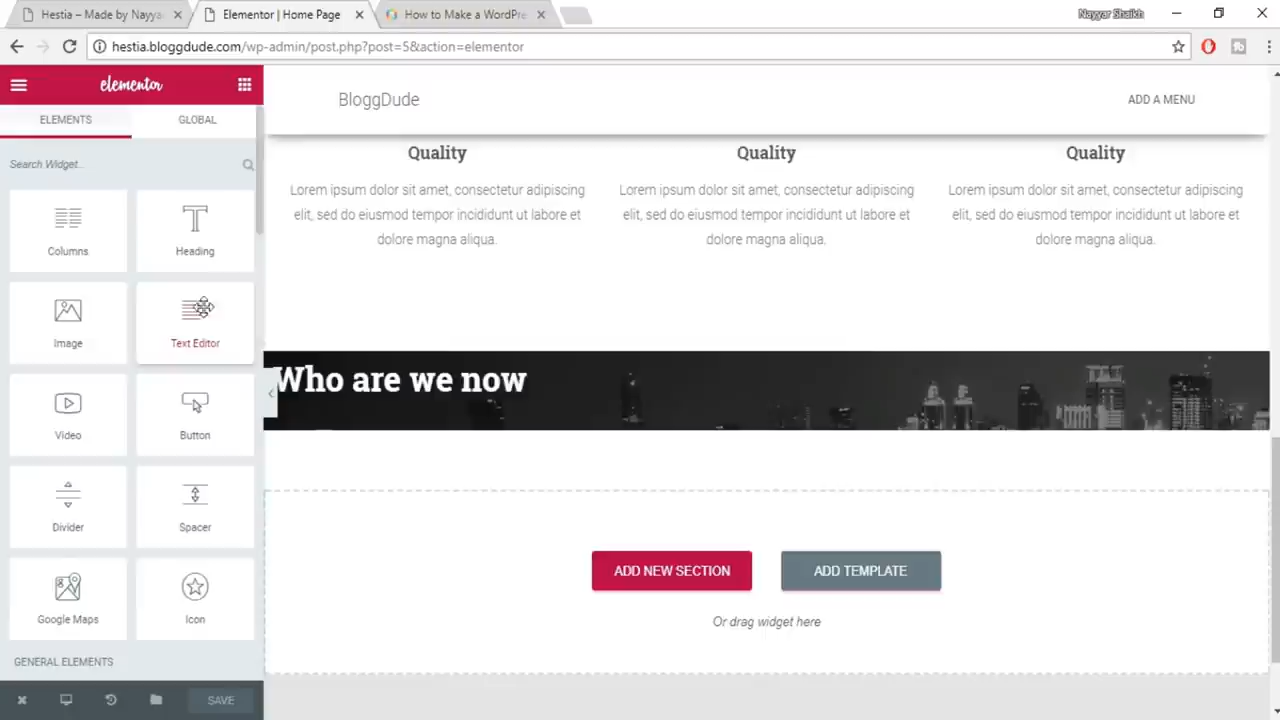 Hestia – Made by Nayya
Elementor | Home Page
How to Make a WordPre
Nayyar Shaikh
hestia.bloggdude.com/wp-admin/post.php?post=5&action=elementor
elementor
ELEMENTS
GLOBAL
Search Widget...
Columns
Heading
Image
Text Editor
Video
Button
Divider
Spacer
Google Maps
Icon
GENERAL ELEMENTS
SAVE
BloggDude
ADD A MENU
Quality
Quality
Quality
Lorem ipsum dolor sit amet, consectetur adipiscing
elit, sed do eiusmod tempor incididunt ut labore et
dolore magna aliqua.
Lorem ipsum dolor sit amet, consectetur adipiscing
elit, sed do eiusmod tempor incididunt ut labore et
dolore magna aliqua.
Lorem ipsum dolor sit amet, consectetur adipiscing
elit, sed do eiusmod tempor incididunt ut labore et
dolore magna aliqua.
Who are we now
ADD NEW SECTION
ADD TEMPLATE
Or drag widget here